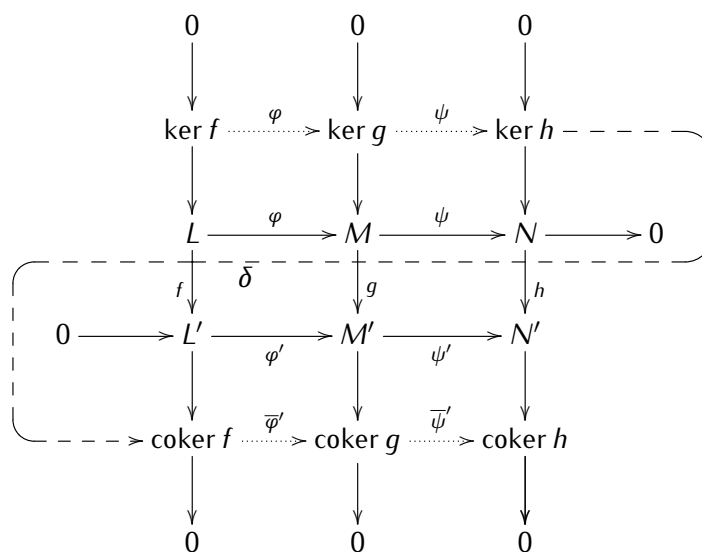 0 0 0
φ ψ
ker f ker g ker h
φ ψ
L M N 0
δ
f g h
0 L′ M′ N′
φ′ ψ′
φ̅′ ψ̅′
coker f coker g coker h
0 0 0